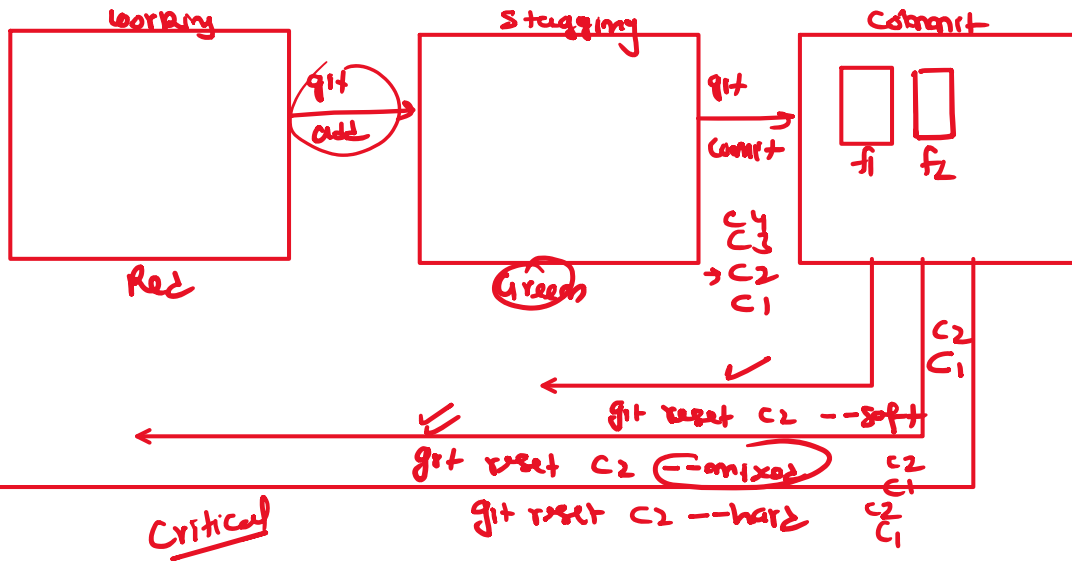 Working
Stagging
Commit
git
add
git
commit
f1
f2
Red
Green
C4
C3
→ C2
C1
C2
C1
git reset C2 --soft
git reset C2 --mixed
C2
C1
git reset C2 --hard
C2
C1
Critical